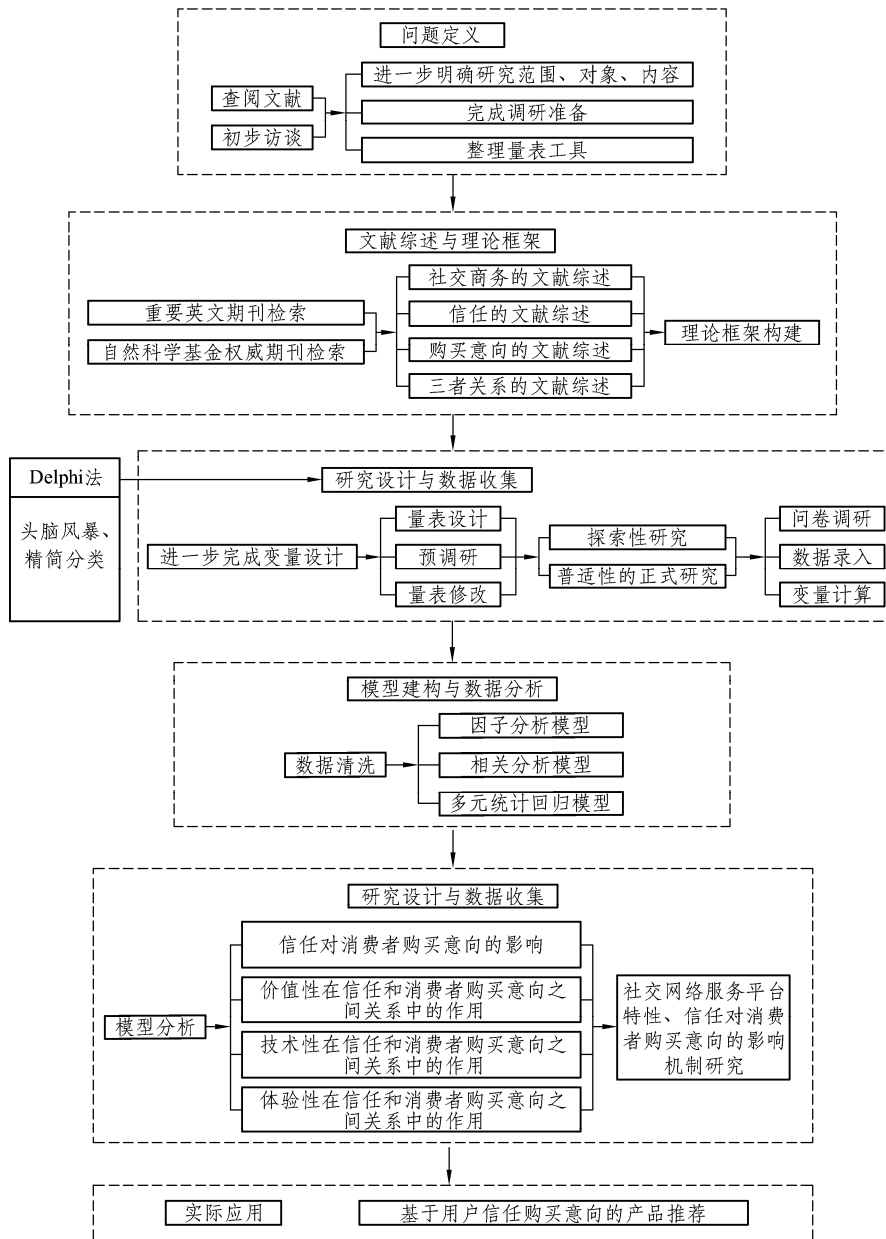 问题定义
查阅文献
初步访谈
进一步明确研究范围、对象、内容
完成调研准备
整理量表工具
文献综述与理论框架
重要英文期刊检索
自然科学基金权威期刊检索
社交商务的文献综述
信任的文献综述
购买意向的文献综述
三者关系的文献综述
理论框架构建
Delphi法
头脑风暴、
精简分类
研究设计与数据收集
进一步完成变量设计
量表设计
预调研
量表修改
探索性研究
普适性的正式研究
问卷调研
数据录入
变量计算
模型建构与数据分析
数据清洗
因子分析模型
相关分析模型
多元统计回归模型
研究设计与数据收集
模型分析
信任对消费者购买意向的影响
价值性在信任和消费者购买意向之
间关系中的作用
技术性在信任和消费者购买意向之
间关系中的作用
体验性在信任和消费者购买意向之
间关系中的作用
社交网络服务平台
特性、信任对消费
者购买意向的影响
机制研究
实际应用
基于用户信任购买意向的产品推荐